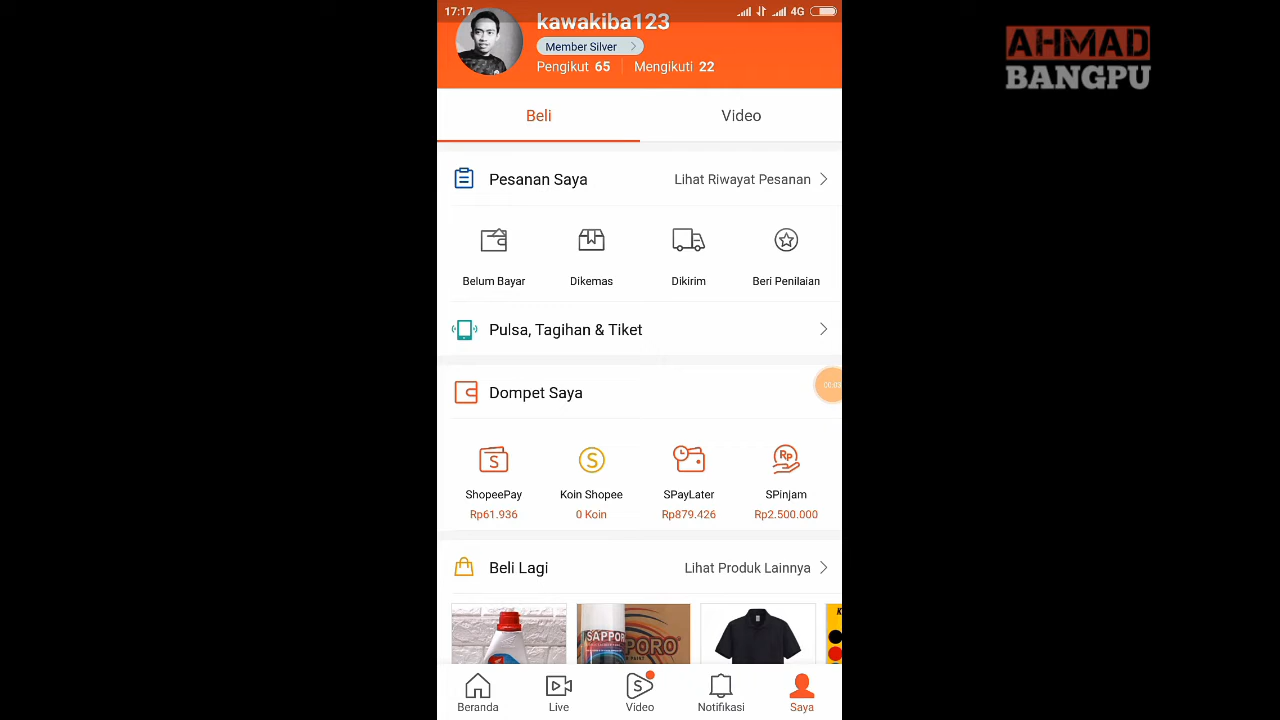 17:17
4G
kawakiba123
Member Silver
Pengikut 65 Mengikuti 22
AHMAD
BANGPU
Beli Video
Pesanan Saya Lihat Riwayat Pesanan
Belum Bayar Dikemas Dikirim Beri Penilaian
Pulsa, Tagihan & Tiket
Dompet Saya
ShopeePay Koin Shopee SPayLater SPinjam
Rp61.936 0 Koin Rp879.426 Rp2.500.000
Beli Lagi Lihat Produk Lainnya
SAPPORO
Beranda Live Video Notifikasi Saya